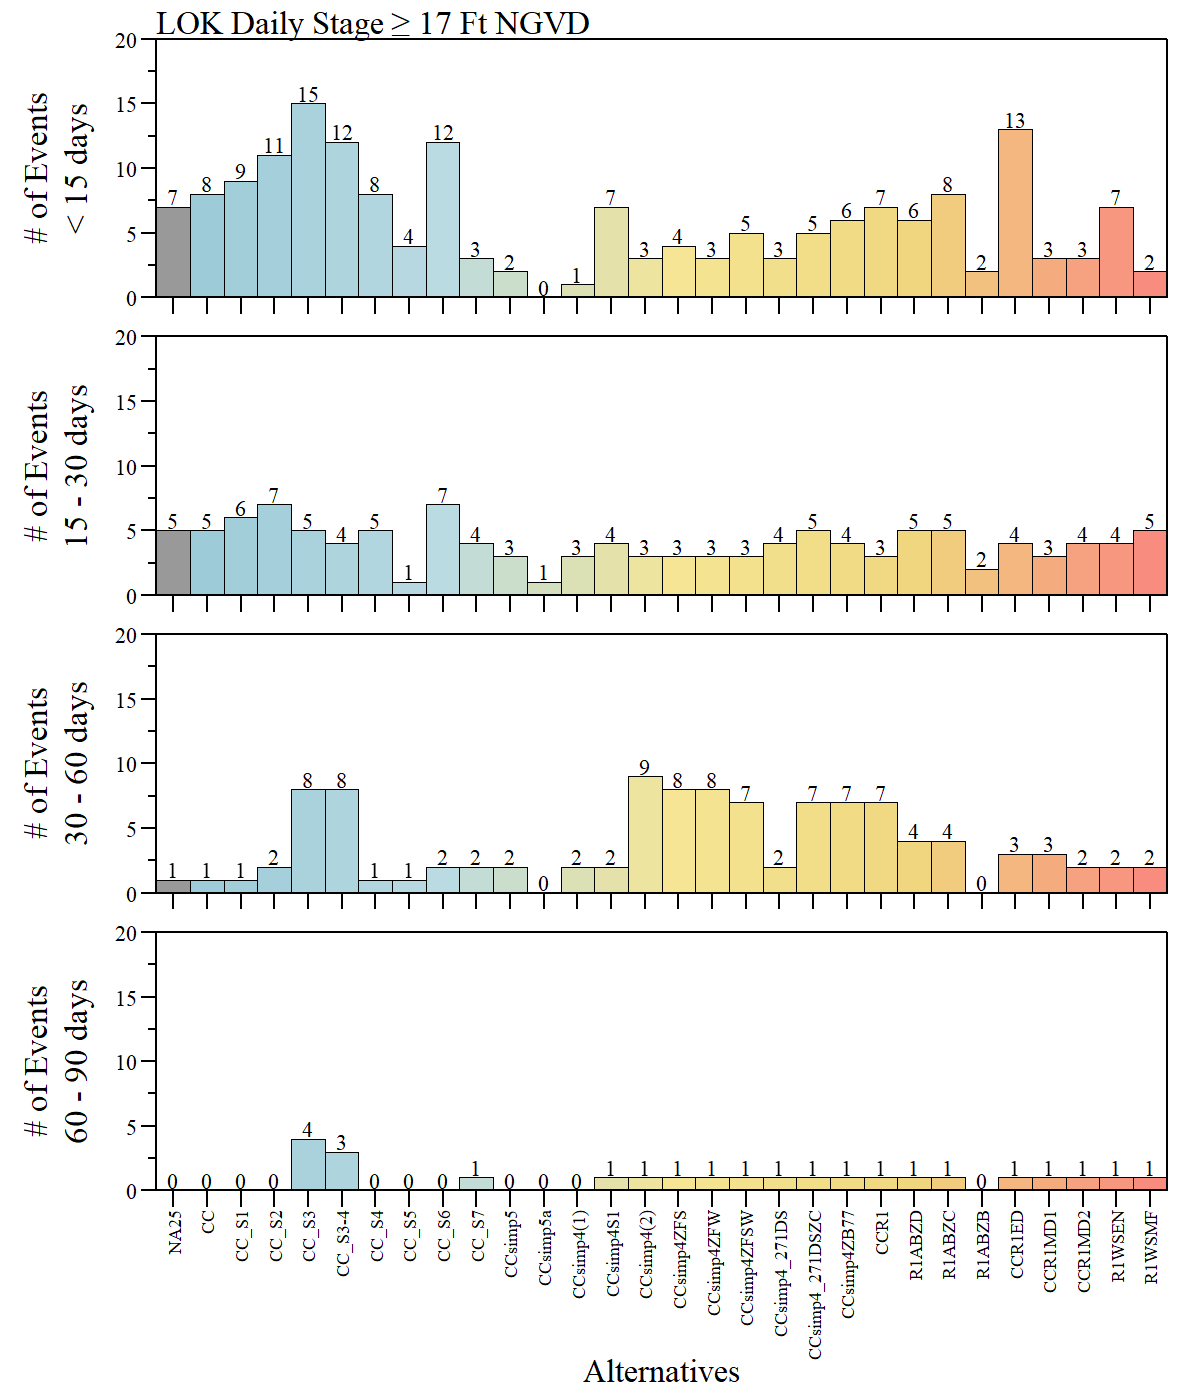 LOK Daily Stage ≥ 17 Ft NGVD
# of Events
< 15 days
20
15
10
5
0
7 8 9 11 15 12 8 4 12 3 2 0 1 7 3 4 3 5 3 5 6 7 6 8 2 13 3 3 7 2
# of Events
15 - 30 days
20
15
10
5
0
5 5 6 7 5 4 5 1 7 4 3 1 3 4 3 3 3 3 4 5 4 3 5 5 2 4 3 4 4 5
# of Events
30 - 60 days
20
15
10
5
0
1 1 1 2 8 8 1 1 2 2 2 0 2 2 9 8 8 7 2 7 7 7 4 4 0 3 3 2 2 2
# of Events
60 - 90 days
20
15
10
5
0
0 0 0 0 4 3 0 0 0 1 0 0 0 1 1 1 1 1 1 1 1 1 1 1 0 1 1 1 1 1
NA25
CC
CC_S1
CC_S2
CC_S3
CC_S3-4
CC_S4
CC_S5
CC_S6
CC_S7
CCsimp5
CCsimp5a
CCsimp4(1)
CCsimp4S1
CCsimp4(2)
CCsimp4ZFS
CCsimp4ZFW
CCsimp4ZFSW
CCsimp4_271DS
CCsimp4_271DSZC
CCsimp4ZB77
CCR1
R1ABZD
R1ABZC
R1ABZB
CCR1ED
CCR1MD1
CCR1MD2
R1WSEN
R1WSMF
Alternatives